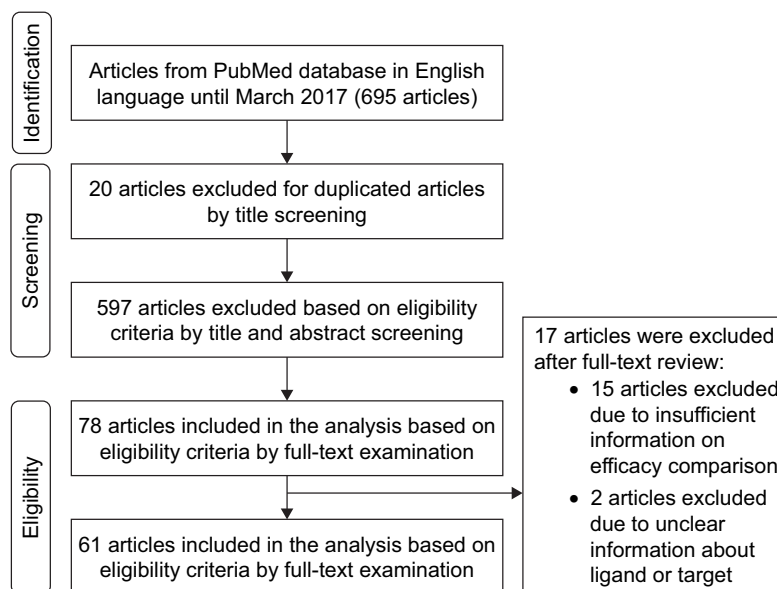 Identification
Articles from PubMed database in English
language until March 2017 (695 articles)
Screening
20 articles excluded for duplicated articles
by title screening
597 articles excluded based on eligibility
criteria by title and abstract screening
Eligibility
78 articles included in the analysis based on
eligibility criteria by full-text examination
17 articles were excluded
after full-text review:
• 15 articles excluded
due to insufficient
information on
efficacy comparison
• 2 articles excluded
due to unclear
information about
ligand or target
61 articles included in the analysis based on
eligibility criteria by full-text examination